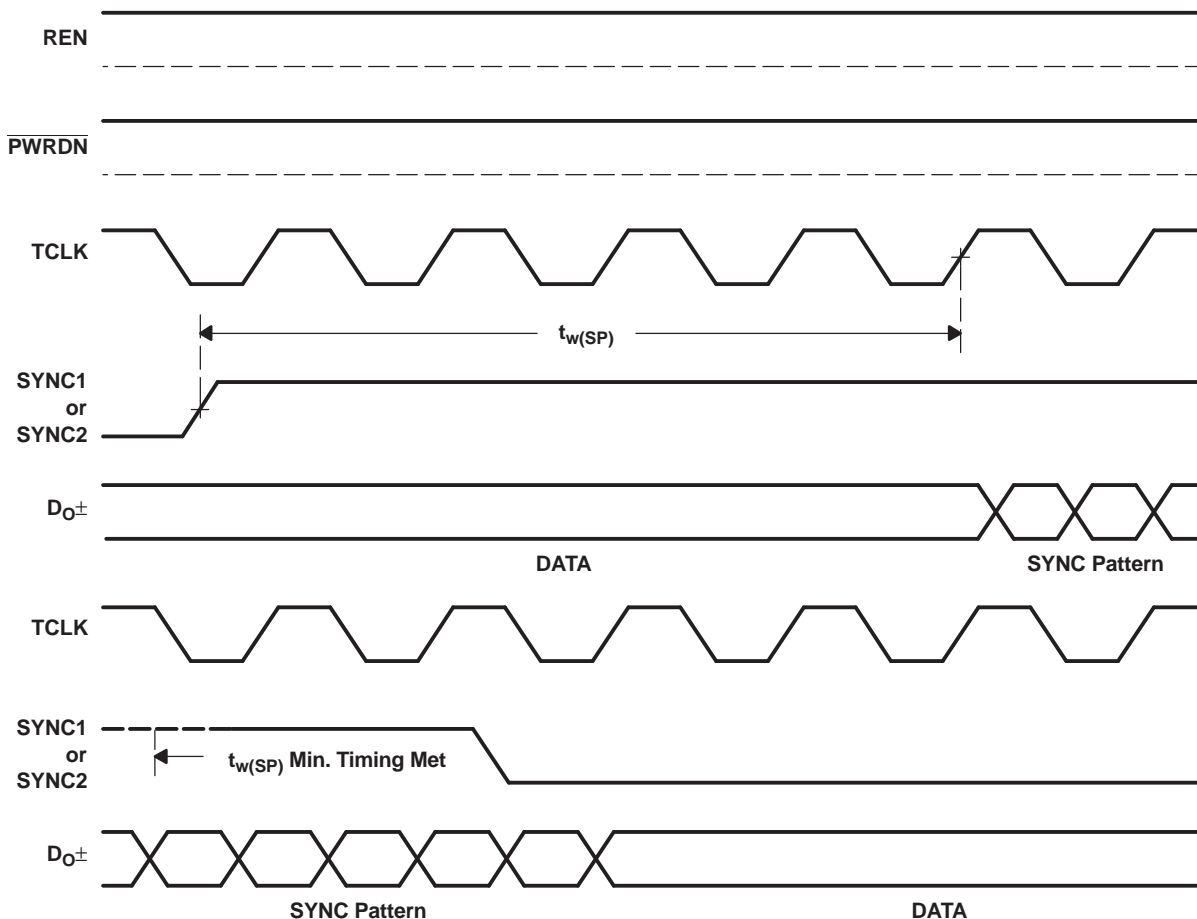 REN
PWRDN
TCLK
tw(SP)
SYNC1
or
SYNC2
DO±
DATA SYNC Pattern
TCLK
SYNC1
or
SYNC2
tw(SP) Min. Timing Met
DO±
SYNC Pattern DATA